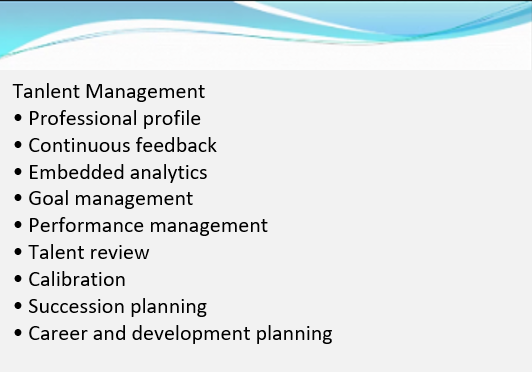 Tanlent Management
• Professional profile
• Continuous feedback
• Embedded analytics
• Goal management
• Performance management
• Talent review
• Calibration
• Succession planning
• Career and development planning